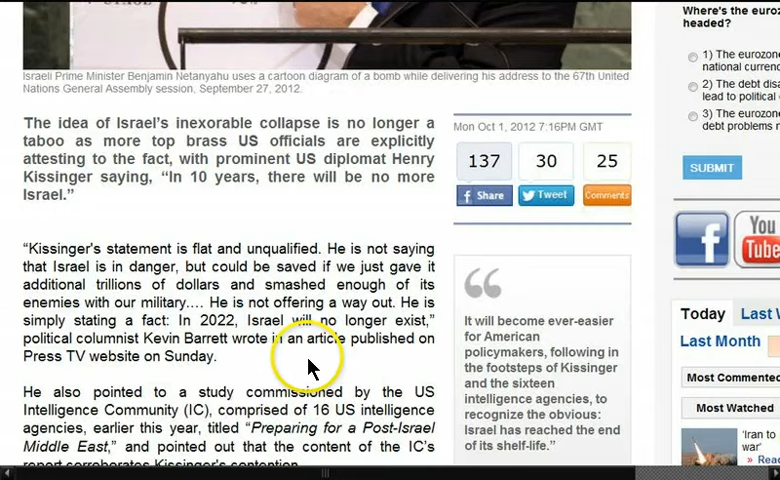 Israeli Prime Minister Benjamin Netanyahu uses a cartoon diagram of a bomb while delivering his address to the 67th United
Nations General Assembly session, September 27, 2012.
The idea of Israel's inexorable collapse is no longer a
taboo as more top brass US officials are explicitly
attesting to the fact, with prominent US diplomat Henry
Kissinger saying, “In 10 years, there will be no more
Israel.”
“Kissinger's statement is flat and unqualified. He is not saying
that Israel is in danger, but could be saved if we just gave it
additional trillions of dollars and smashed enough of its
enemies with our military.... He is not offering a way out. He is
simply stating a fact: In 2022, Israel will no longer exist,”
political columnist Kevin Barrett wrote in an article published on
Press TV website on Sunday.
He also pointed to a study commissioned by the US
Intelligence Community (IC), comprised of 16 US intelligence
agencies, earlier this year, titled “Preparing for a Post-Israel
Middle East,” and pointed out that the content of the IC's
report corroborates Kissinger's contention.
Mon Oct 1, 2012 7:16PM GMT
137 30 25
Share Tweet Comments
It will become ever-easier
for American
policymakers, following in
the footsteps of Kissinger
and the sixteen
intelligence agencies, to
recognize the obvious:
Israel has reached the end
of its shelf-life.”
Where's the euroz
headed?
1) The eurozone
national currenc
2) The debt disa
lead to political
3) The eurozone
debt problems r
SUBMIT
You
Tube
Today Last W
Last Month
Most Commented
Most Watched
'Iran to
war'
» Read